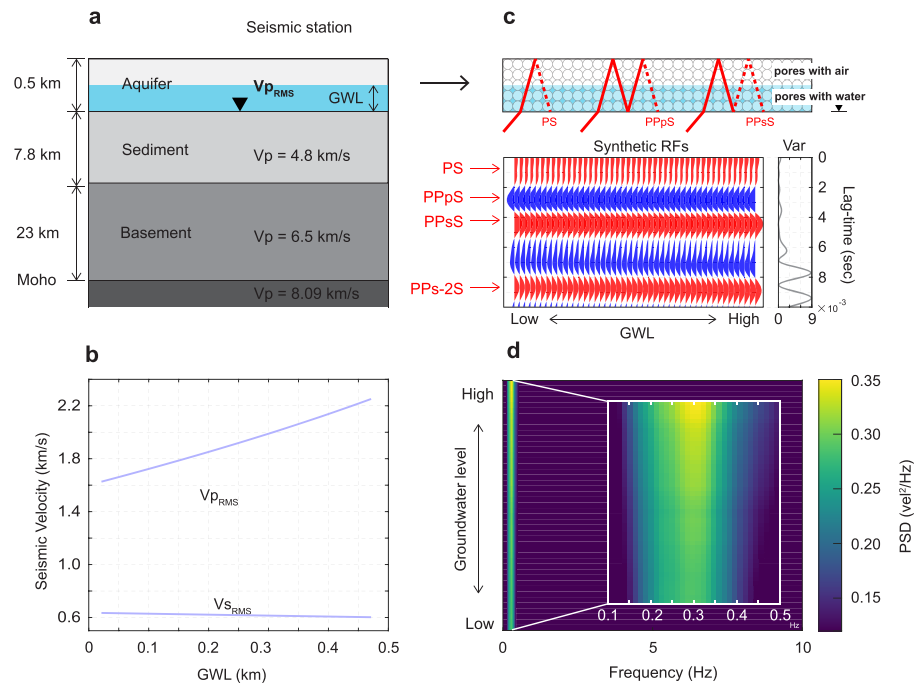 a
Seismic station
0.5 km
Aquifer
VpRMS
GWL
7.8 km
Sediment
Vp = 4.8 km/s
23 km
Basement
Vp = 6.5 km/s
Moho
Vp = 8.09 km/s
c
pores with air
pores with water
PS
PPpS
PPsS
Synthetic RFs
Var
PS
PPpS
PPsS
PPs-2S
0
2
4
6
8
Lag-time (sec)
×10⁻³
0 9
Low
High
GWL
b
2.2
1.8
1.4
1.0
0.6
Seismic Velocity (km/s)
VpRMS
VsRMS
0 0.1 0.2 0.3 0.4 0.5
GWL (km)
d
High
Groundwater level
Low
0.1 0.2 0.3 0.4 0.5
Hz
0 5 10
Frequency (Hz)
0.35
0.30
0.25
0.20
0.15
PSD (vel²/Hz)